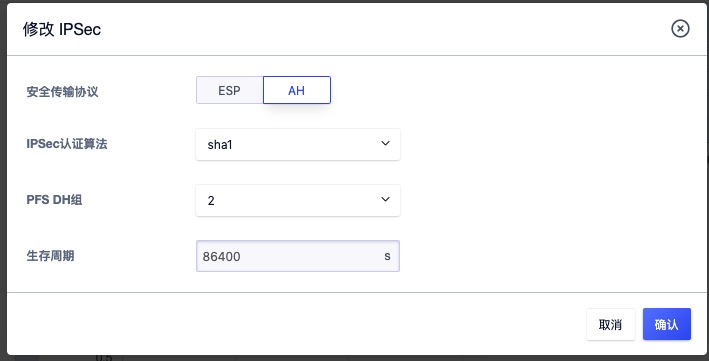 修改 IPSec
安全传输协议 ESP AH
IPSec认证算法 sha1
PFS DH组 2
生存周期 86400 s
取消 确认